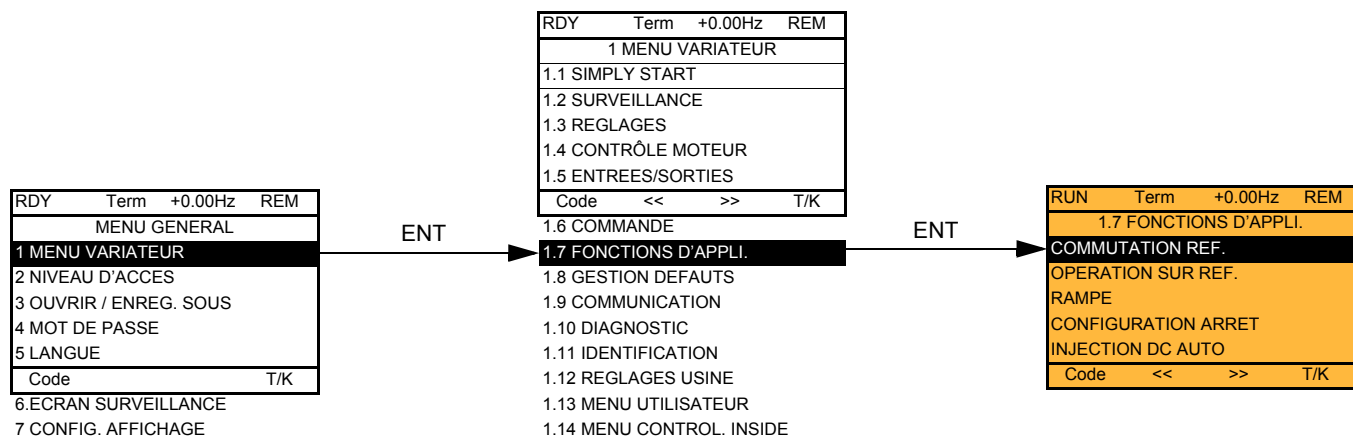 RDY Term +0.00Hz REM
MENU GENERAL
1 MENU VARIATEUR
2 NIVEAU D'ACCES
3 OUVRIR / ENREG. SOUS
4 MOT DE PASSE
5 LANGUE
Code T/K
6.ECRAN SURVEILLANCE
7 CONFIG. AFFICHAGE
ENT
RDY Term +0.00Hz REM
1 MENU VARIATEUR
1.1 SIMPLY START
1.2 SURVEILLANCE
1.3 REGLAGES
1.4 CONTRÔLE MOTEUR
1.5 ENTREES/SORTIES
Code << >> T/K
1.6 COMMANDE
1.7 FONCTIONS D'APPLI.
1.8 GESTION DEFAUTS
1.9 COMMUNICATION
1.10 DIAGNOSTIC
1.11 IDENTIFICATION
1.12 REGLAGES USINE
1.13 MENU UTILISATEUR
1.14 MENU CONTROL. INSIDE
ENT
RUN Term +0.00Hz REM
1.7 FONCTIONS D'APPLI.
COMMUTATION REF.
OPERATION SUR REF.
RAMPE
CONFIGURATION ARRET
INJECTION DC AUTO
Code << >> T/K